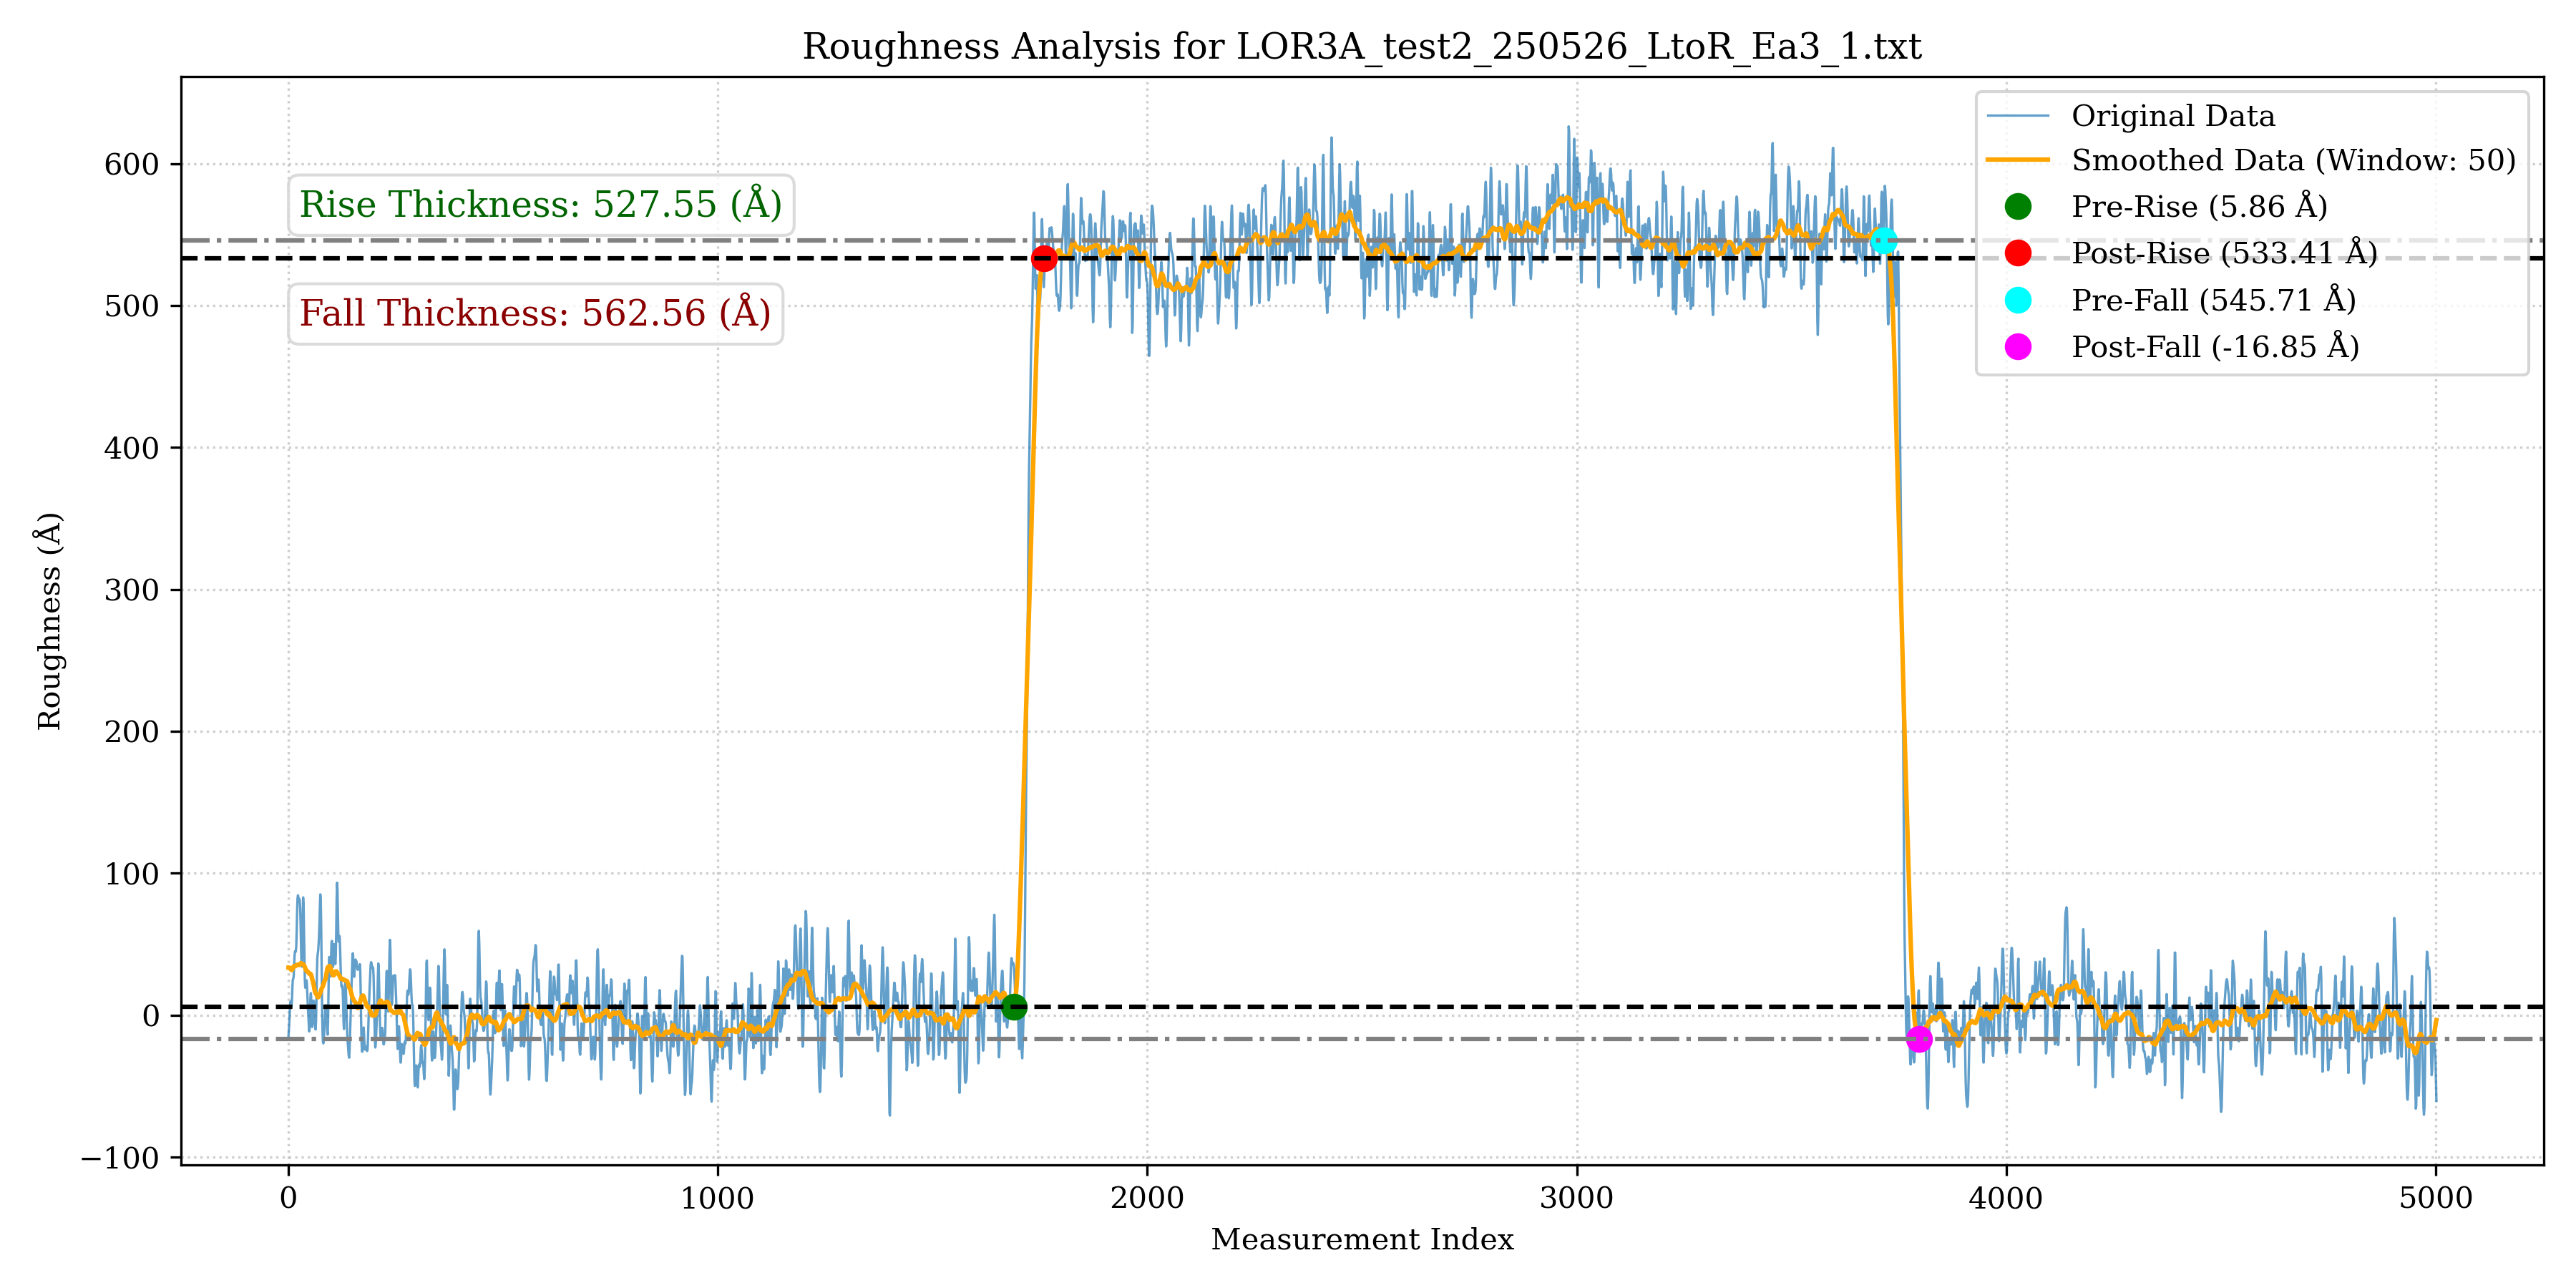 Roughness Analysis for LOR3A_test2_250526_LtoR_Ea3_1.txt
Original Data
Smoothed Data (Window: 50)
Pre-Rise (5.86 Å)
Post-Rise (533.41 Å)
Pre-Fall (545.71 Å)
Post-Fall (-16.85 Å)
Rise Thickness: 527.55 (Å)
Fall Thickness: 562.56 (Å)
Roughness (Å)
600
500
400
300
200
100
0
−100
0 1000 2000 3000 4000 5000
Measurement Index